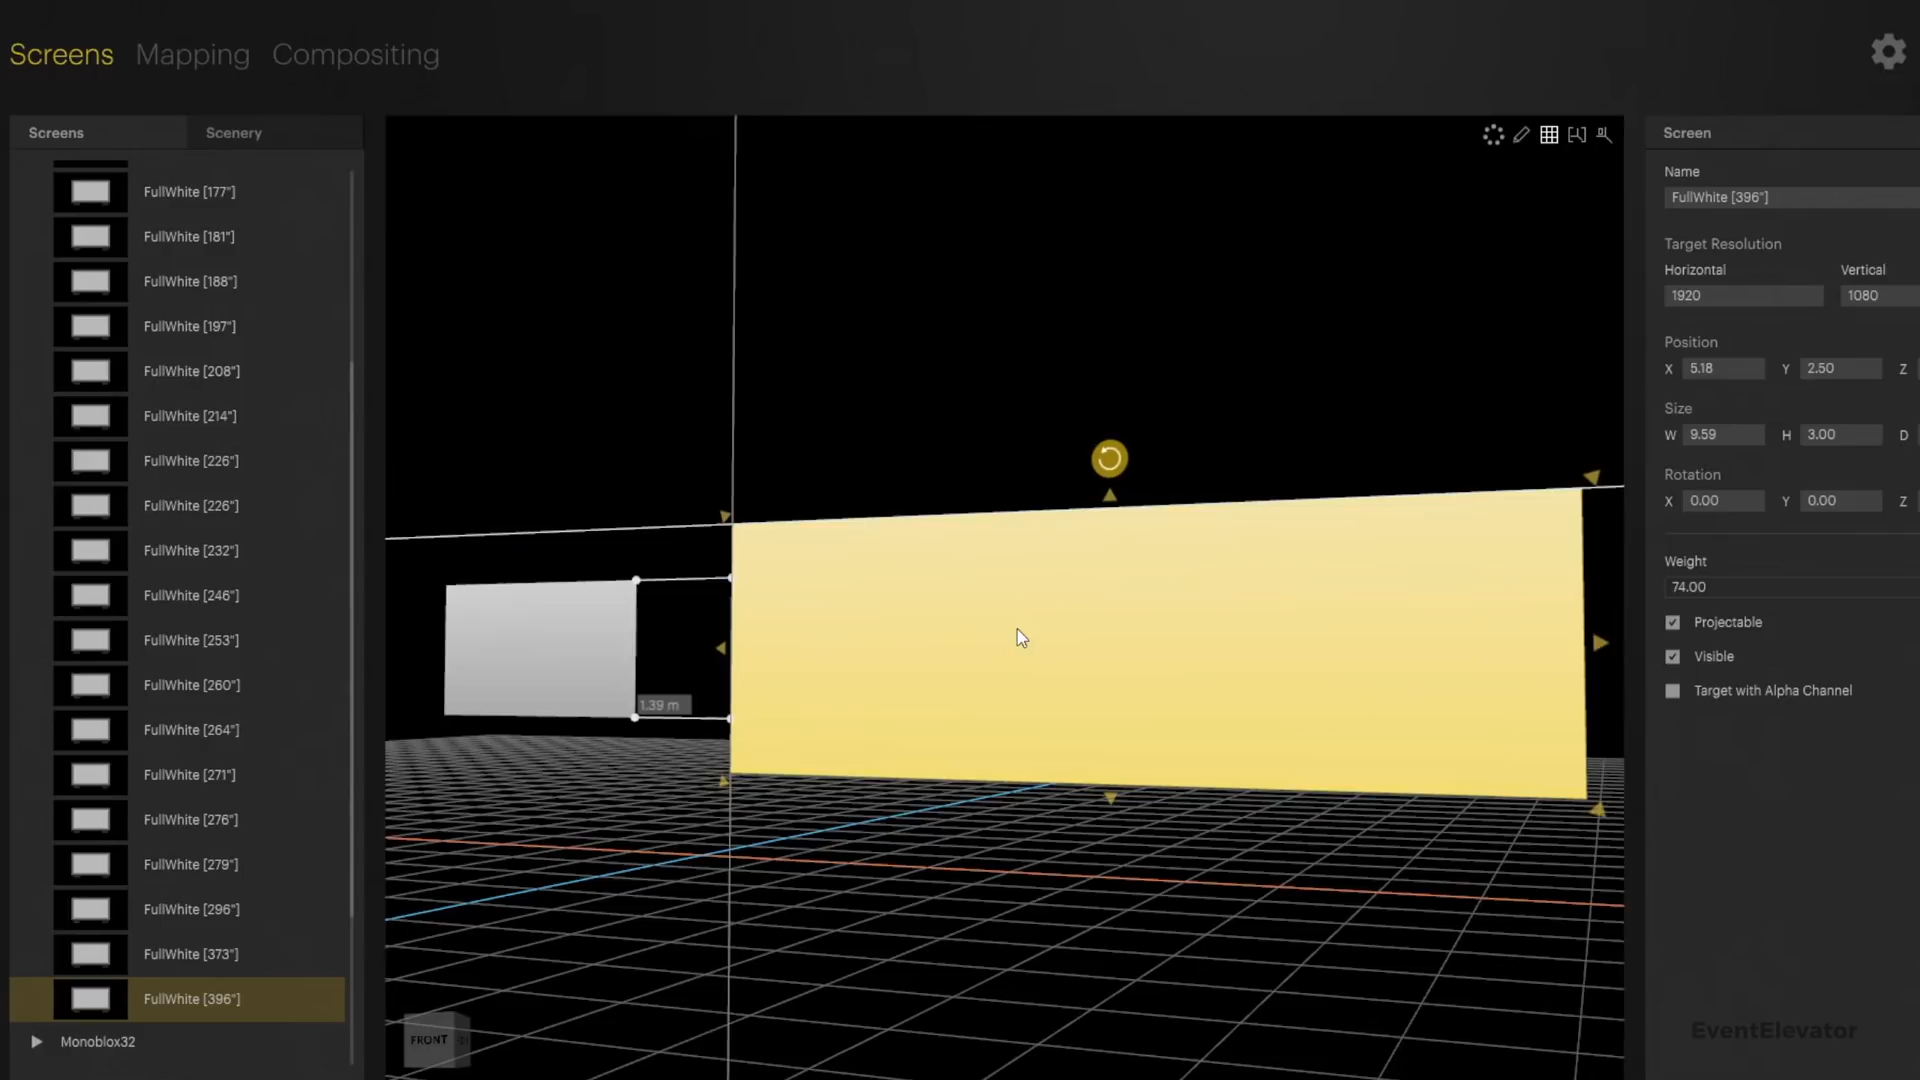 Screens Mapping Compositing
Screens Scenery
FullWhite [177"]
FullWhite [181"]
FullWhite [188"]
FullWhite [197"]
FullWhite [208"]
FullWhite [214"]
FullWhite [226"]
FullWhite [226"]
FullWhite [232"]
FullWhite [246"]
FullWhite [253"]
FullWhite [260"]
FullWhite [264"]
FullWhite [271"]
FullWhite [276"]
FullWhite [279"]
FullWhite [296"]
FullWhite [373"]
FullWhite [396"]
Monoblox32
1.39 m
FRONT
Screen
Name
FullWhite [396"]
Target Resolution
Horizontal Vertical
1920 1080
Position
X 5.18 Y 2.50 Z
Size
W 9.59 H 3.00 D
Rotation
X 0.00 Y 0.00 Z
Weight
74.00
Projectable
Visible
Target with Alpha Channel
EventElevator